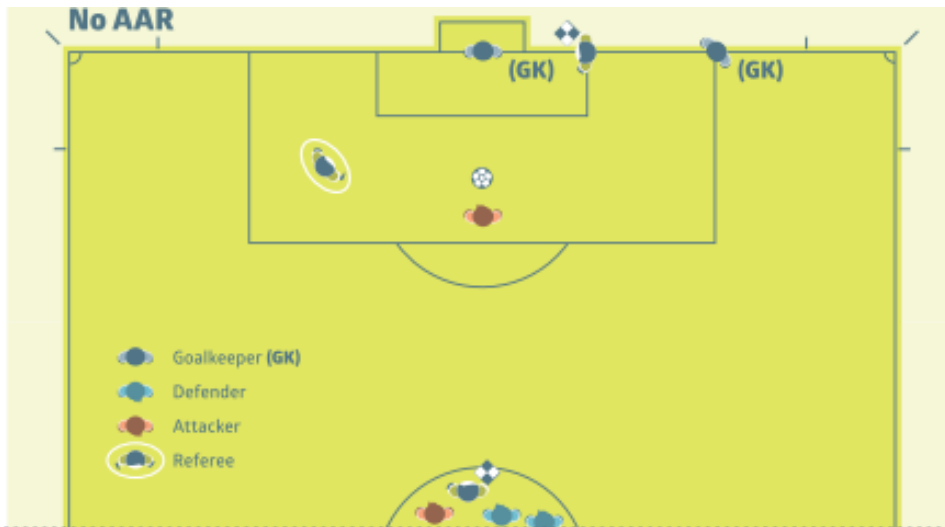 No AAR
(GK)
(GK)
Goalkeeper (GK)
Defender
Attacker
Referee